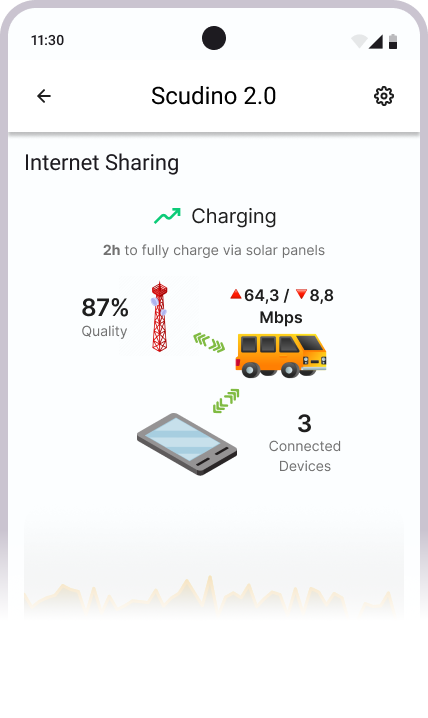 11:30
Scudino 2.0
Internet Sharing
Charging
2h to fully charge via solar panels
87%
Quality
64,3 / 8,8
Mbps
3
Connected
Devices